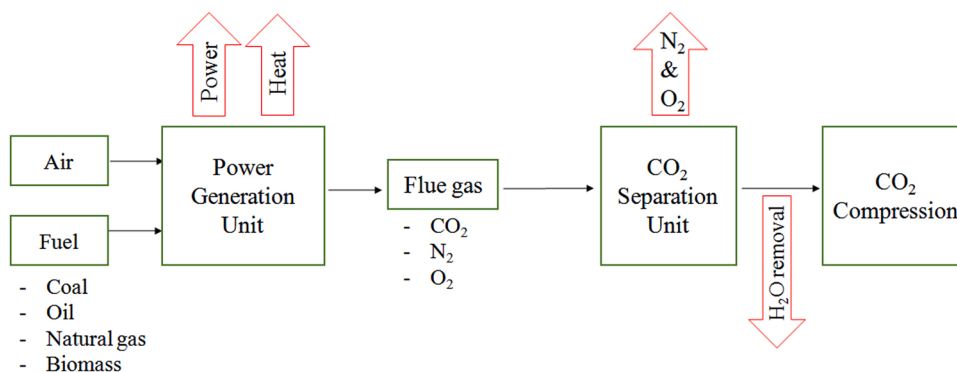 Power
Heat
N₂
&
O₂
Air
Fuel
- Coal
- Oil
- Natural gas
- Biomass
Power
Generation
Unit
Flue gas
- CO₂
- N₂
- O₂
CO₂
Separation
Unit
H₂O removal
CO₂
Compression